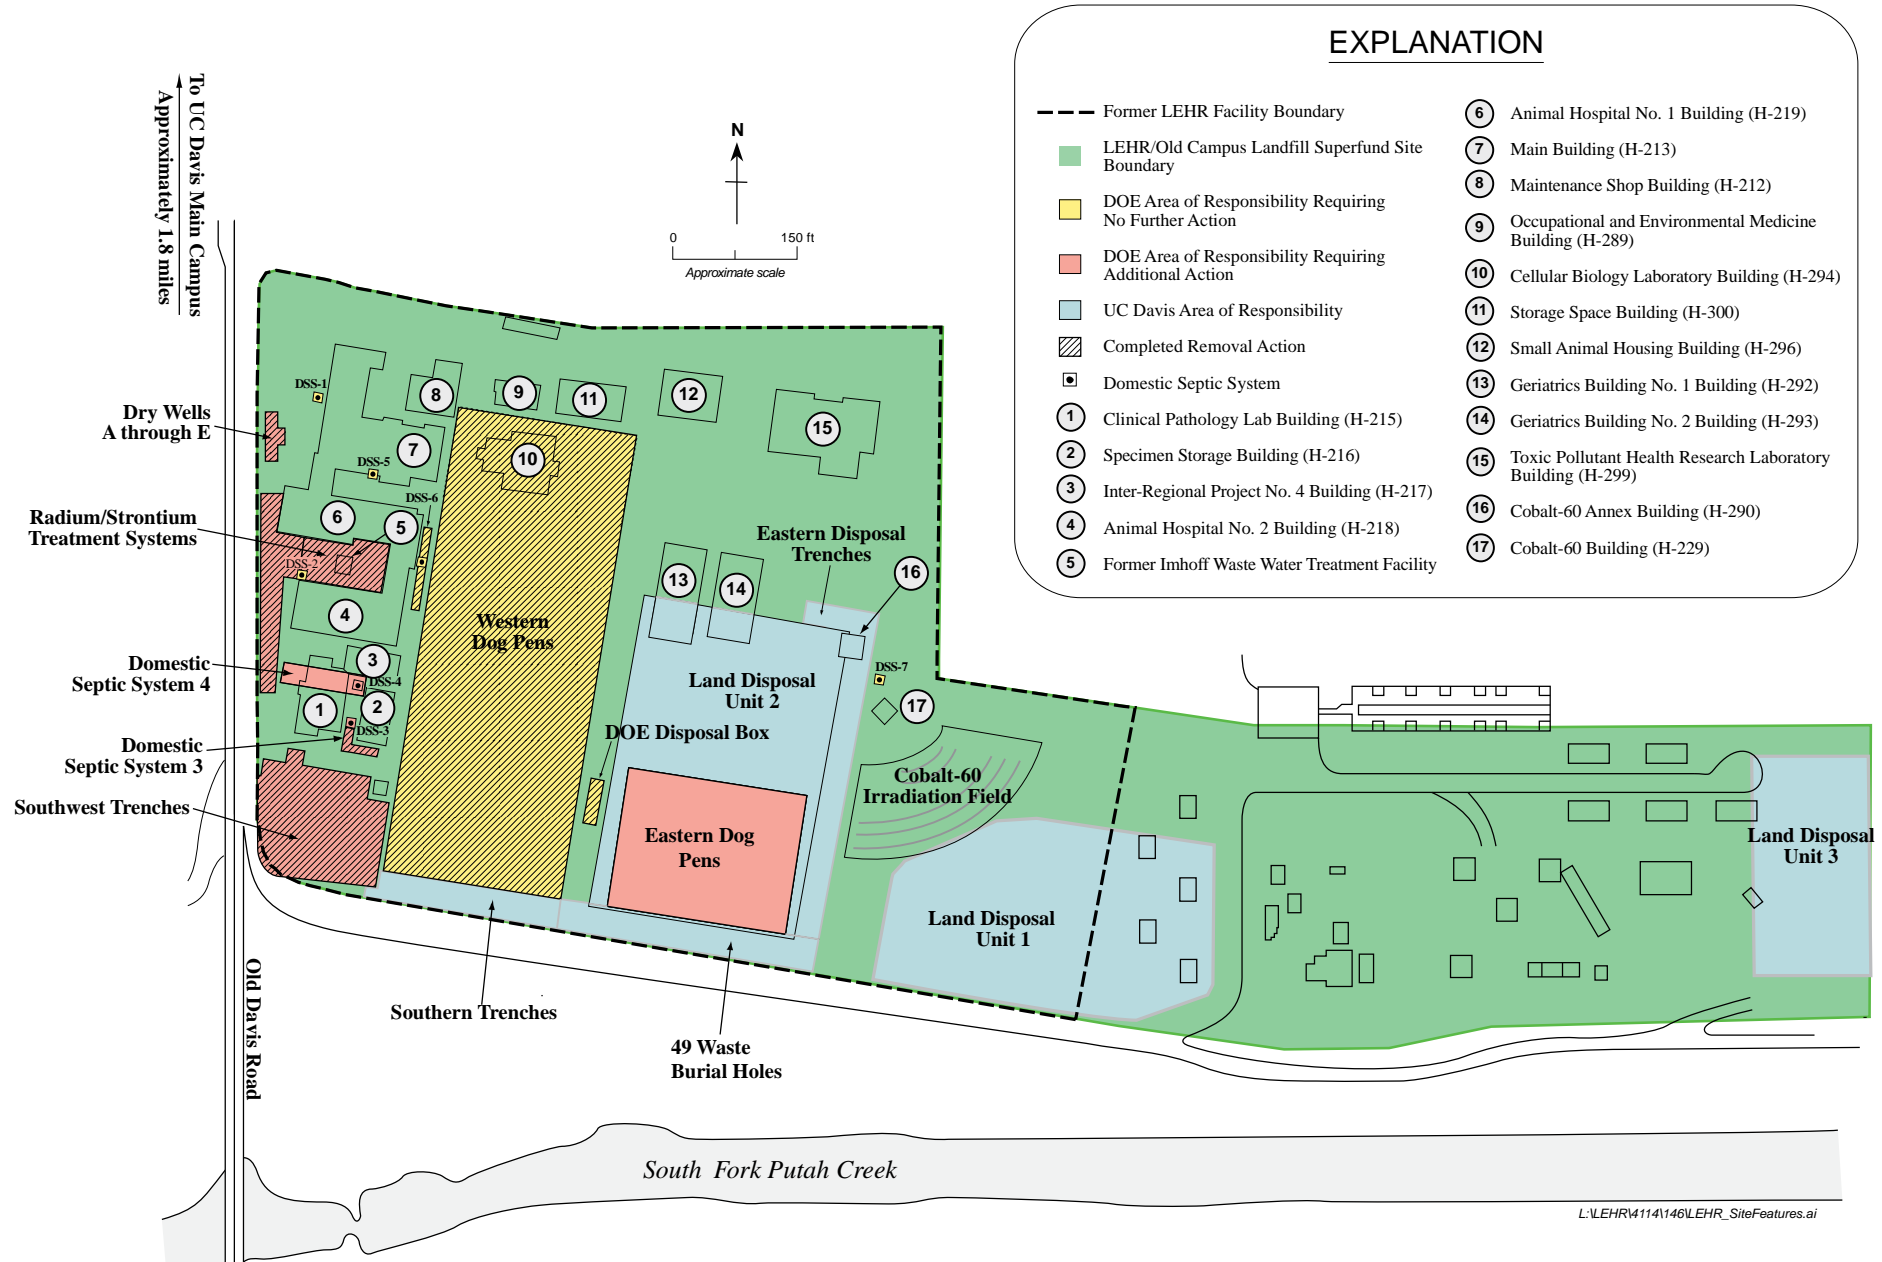 EXPLANATION
Former LEHR Facility Boundary
LEHR/Old Campus Landfill Superfund Site
Boundary
DOE Area of Responsibility Requiring
No Further Action
DOE Area of Responsibility Requiring
Additional Action
UC Davis Area of Responsibility
Completed Removal Action
Domestic Septic System
1 Clinical Pathology Lab Building (H-215)
2 Specimen Storage Building (H-216)
3 Inter-Regional Project No. 4 Building (H-217)
4 Animal Hospital No. 2 Building (H-218)
5 Former Imhoff Waste Water Treatment Facility
6 Animal Hospital No. 1 Building (H-219)
7 Main Building (H-213)
8 Maintenance Shop Building (H-212)
9 Occupational and Environmental Medicine
Building (H-289)
10 Cellular Biology Laboratory Building (H-294)
11 Storage Space Building (H-300)
12 Small Animal Housing Building (H-296)
13 Geriatrics Building No. 1 Building (H-292)
14 Geriatrics Building No. 2 Building (H-293)
15 Toxic Pollutant Health Research Laboratory
Building (H-299)
16 Cobalt-60 Annex Building (H-290)
17 Cobalt-60 Building (H-229)
To UC Davis Main Campus
Approximately 1.8 miles
N
0 150 ft
Approximate scale
DSS-1
8
9
11
12
15
Dry Wells
A through E
7
10
DSS-5
DSS-6
Radium/Strontium
Treatment Systems
6
5
DSS-2
Eastern Disposal
Trenches
16
13
14
4
Western
Dog Pens
3
Domestic
Septic System 4
DSS-4
DSS-7
Land Disposal
Unit 2
1
2
17
DSS-3
DOE Disposal Box
Domestic
Septic System 3
Cobalt-60
Irradiation Field
Southwest Trenches
Eastern Dog
Pens
Land Disposal
Unit 3
Land Disposal
Unit 1
Old Davis Road
Southern Trenches
49 Waste
Burial Holes
South Fork Putah Creek
L:\LEHR\4114\146\LEHR_SiteFeatures.ai